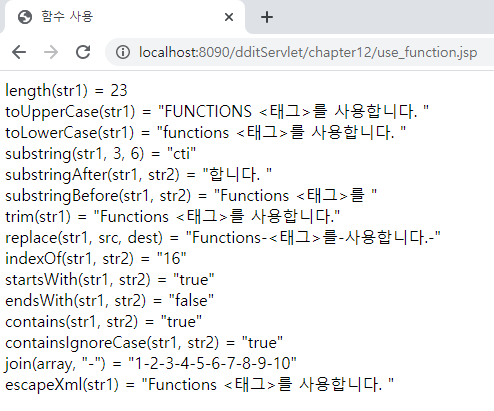 함수 사용
localhost:8090/dditServlet/chapter12/use_function.jsp
length(str1) = 23
toUpperCase(str1) = "FUNCTIONS <태그>를 사용합니다. "
toLowerCase(str1) = "functions <태그>를 사용합니다. "
substring(str1, 3, 6) = "cti"
substringAfter(str1, str2) = "합니다. "
substringBefore(str1, str2) = "Functions <태그>를 "
trim(str1) = "Functions <태그>를 사용합니다."
replace(str1, src, dest) = "Functions-<태그>를-사용합니다.-"
indexOf(str1, str2) = "16"
startsWith(str1, str2) = "true"
endsWith(str1, str2) = "false"
contains(str1, str2) = "true"
containsIgnoreCase(str1, str2) = "true"
join(array, "-") = "1-2-3-4-5-6-7-8-9-10"
escapeXml(str1) = "Functions <태그>를 사용합니다. "